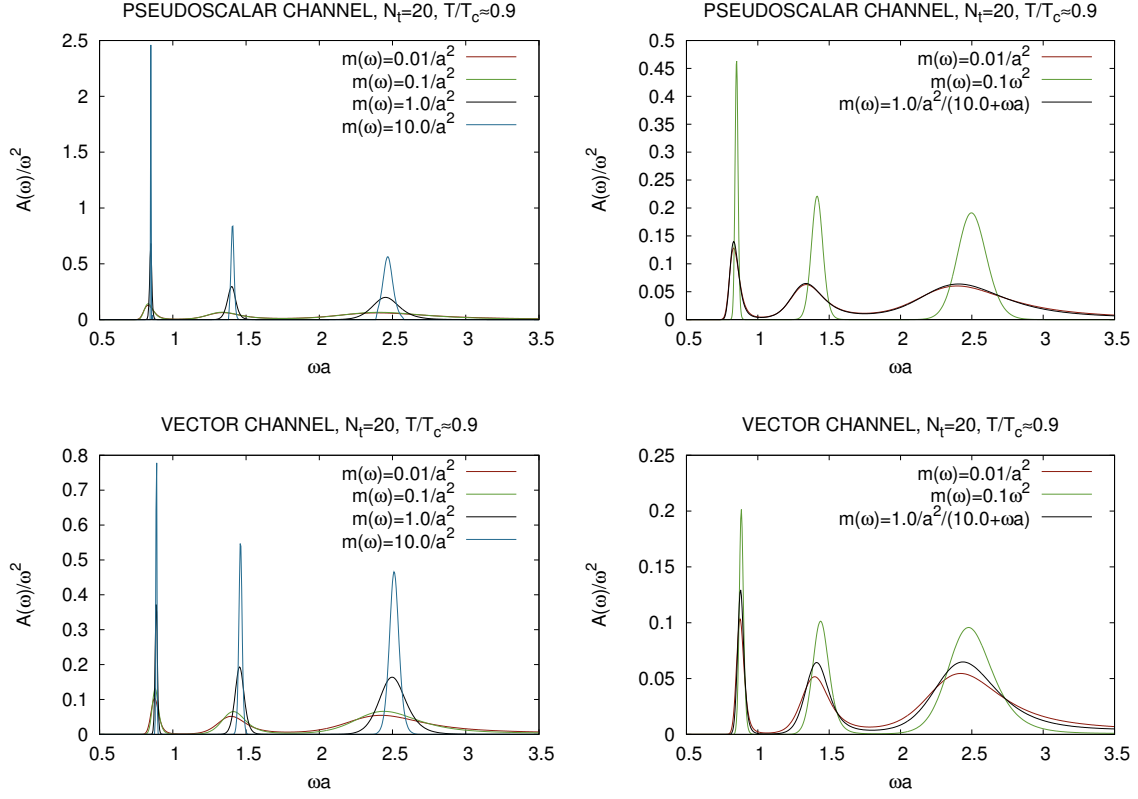 PSEUDOSCALAR CHANNEL, Nt=20, T/Tc≈0.9
A(ω)/ω²
2.5
2
1.5
1
0.5
0
m(ω)=0.01/a²
m(ω)=0.1/a²
m(ω)=1.0/a²
m(ω)=10.0/a²
0.5 1 1.5 2 2.5 3 3.5
ωa
PSEUDOSCALAR CHANNEL, Nt=20, T/Tc≈0.9
A(ω)/ω²
0.5
0.45
0.4
0.35
0.3
0.25
0.2
0.15
0.1
0.05
0
m(ω)=0.01/a²
m(ω)=0.1ω²
m(ω)=1.0/a²/(10.0+ωa)
0.5 1 1.5 2 2.5 3 3.5
ωa
VECTOR CHANNEL, Nt=20, T/Tc≈0.9
A(ω)/ω²
0.8
0.7
0.6
0.5
0.4
0.3
0.2
0.1
0
m(ω)=0.01/a²
m(ω)=0.1/a²
m(ω)=1.0/a²
m(ω)=10.0/a²
0.5 1 1.5 2 2.5 3 3.5
ωa
VECTOR CHANNEL, Nt=20, T/Tc≈0.9
A(ω)/ω²
0.25
0.2
0.15
0.1
0.05
0
m(ω)=0.01/a²
m(ω)=0.1ω²
m(ω)=1.0/a²/(10.0+ωa)
0.5 1 1.5 2 2.5 3 3.5
ωa